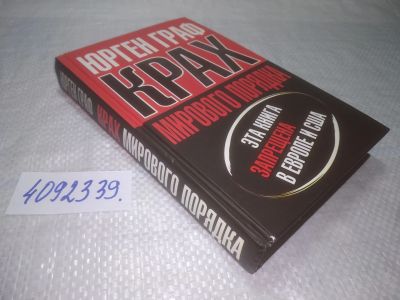 ЮРГЕН ГРАФ
КРАХ
МИРОВОГО ПОРЯДКА
ЭТА КНИГА
ЗАПРЕЩЕНА
В ЕВРОПЕ И США
ЮРГЕН ГРАФ КРАХ МИРОВОГО ПОРЯДКА
4092339.